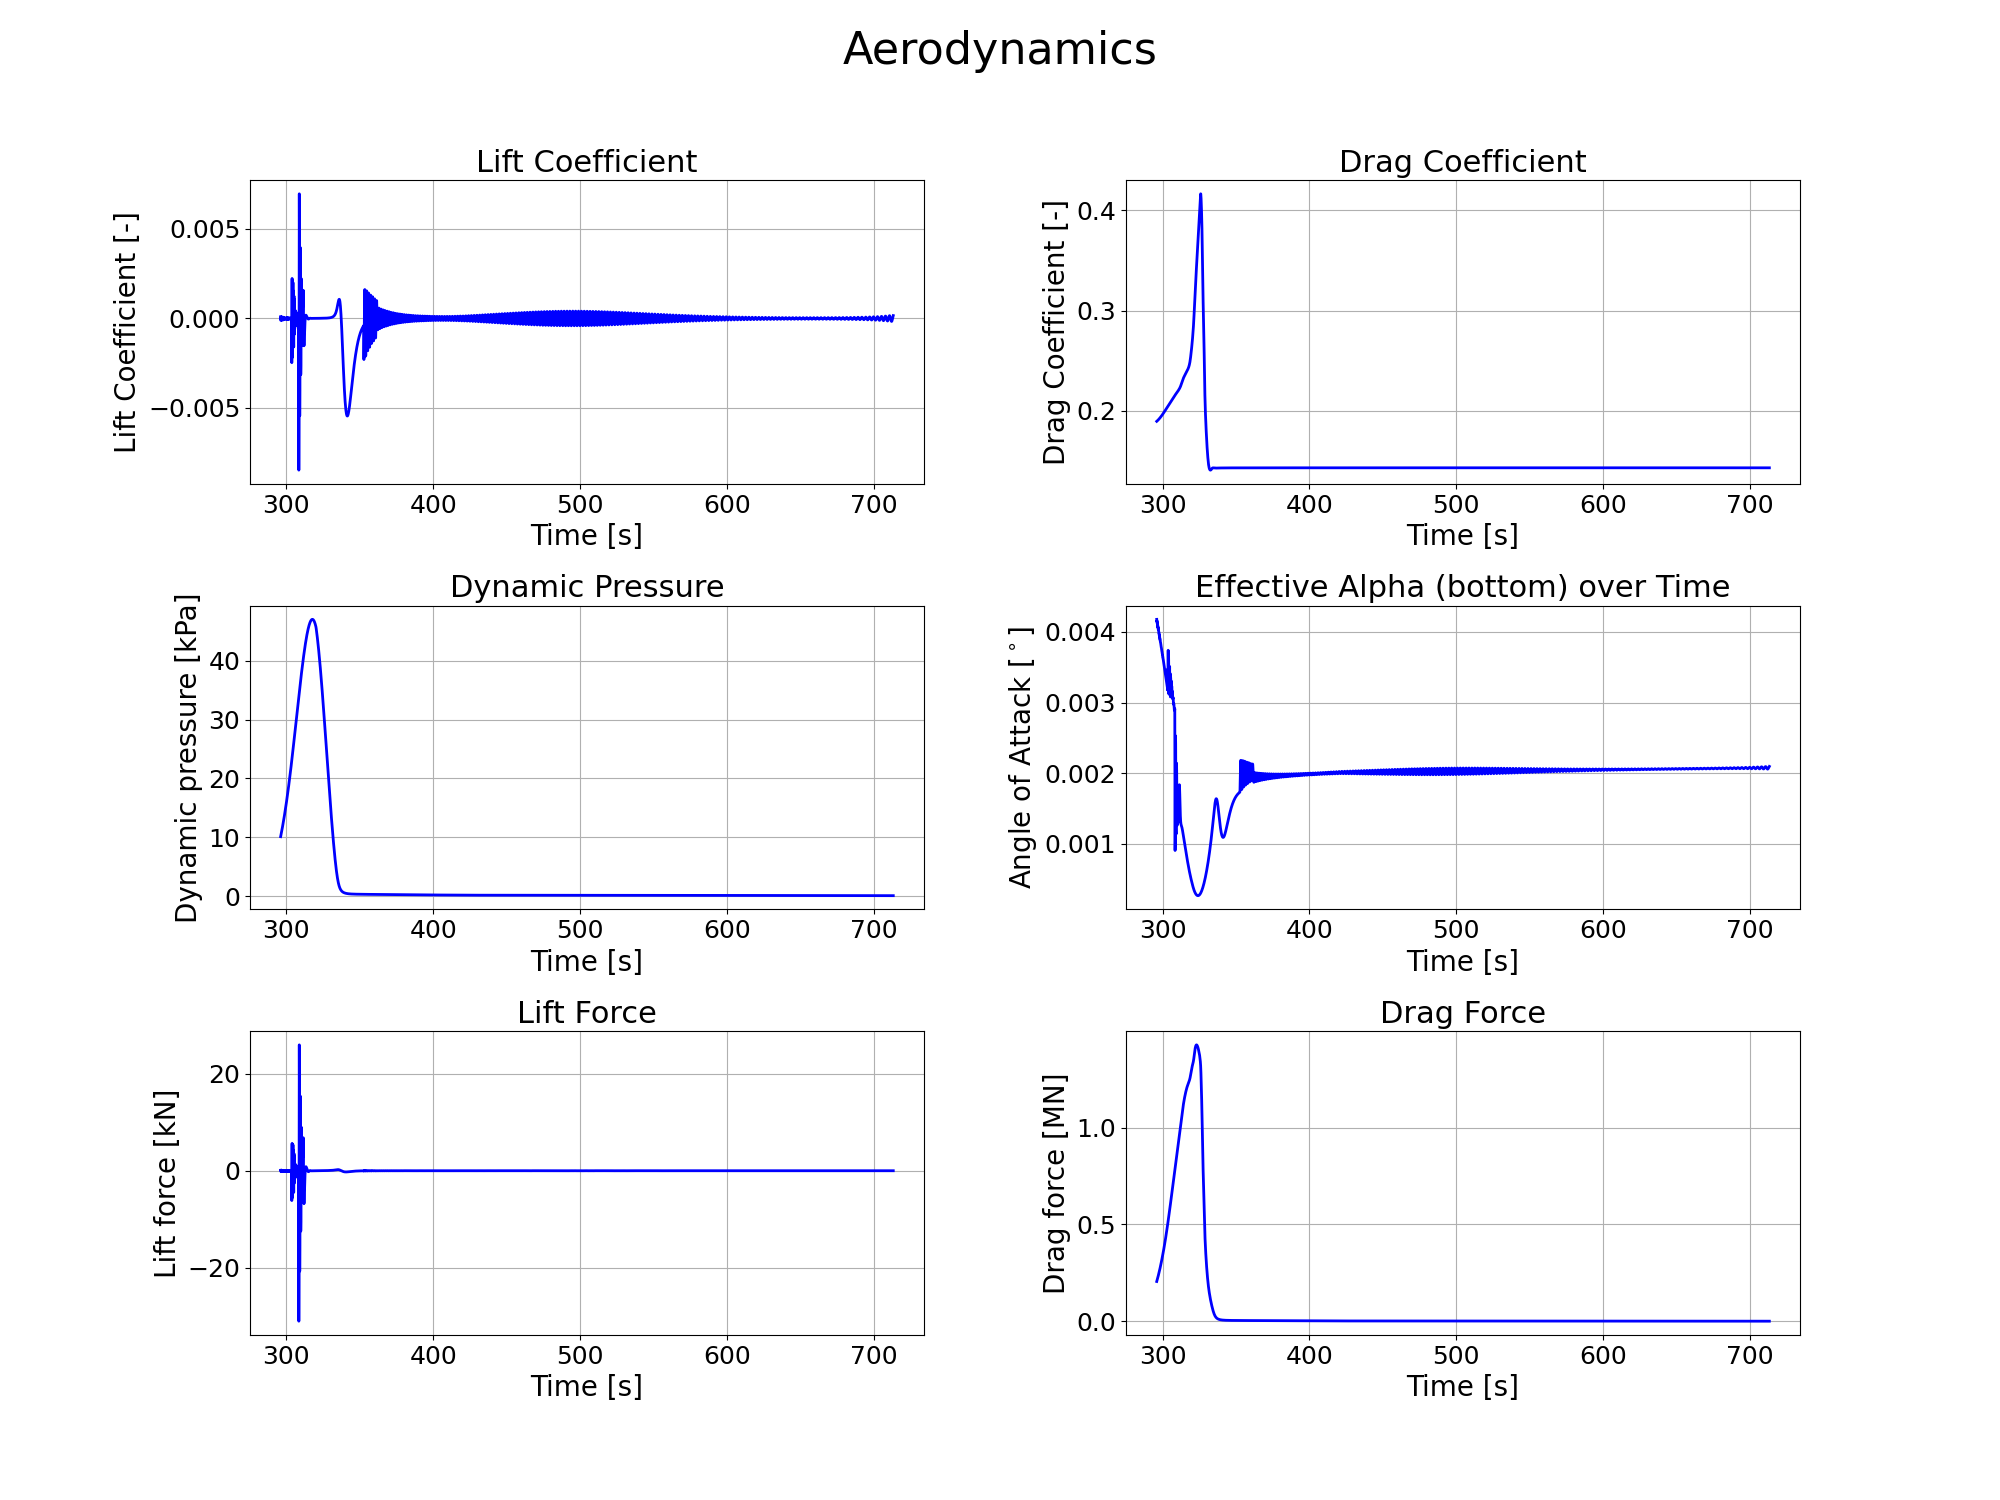 Aerodynamics
Lift Coefficient
Lift Coefficient [-]
0.005
0.000
−0.005
300 400 500 600 700
Time [s]
Drag Coefficient
Drag Coefficient [-]
0.4
0.3
0.2
300 400 500 600 700
Time [s]
Dynamic Pressure
Dynamic pressure [kPa]
40
30
20
10
0
300 400 500 600 700
Time [s]
Effective Alpha (bottom) over Time
Angle of Attack [°]
0.004
0.003
0.002
0.001
300 400 500 600 700
Time [s]
Lift Force
Lift force [kN]
20
0
−20
300 400 500 600 700
Time [s]
Drag Force
Drag force [MN]
1.0
0.5
0.0
300 400 500 600 700
Time [s]